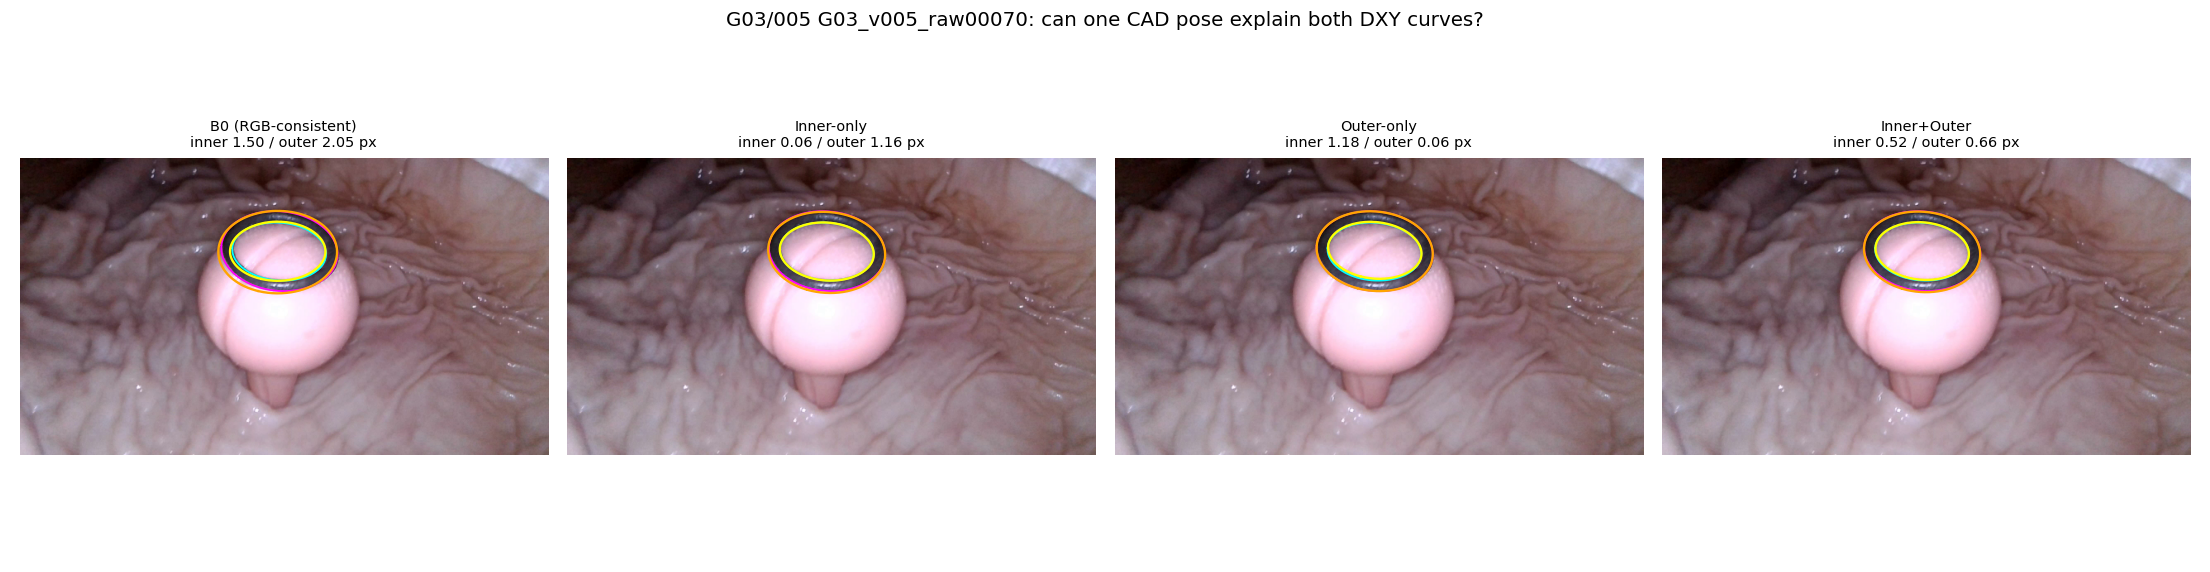 G03/005 G03_v005_raw00070: can one CAD pose explain both DXY curves?
B0 (RGB-consistent)
inner 1.50 / outer 2.05 px
Inner-only
inner 0.06 / outer 1.16 px
Outer-only
inner 1.18 / outer 0.06 px
Inner+Outer
inner 0.52 / outer 0.66 px